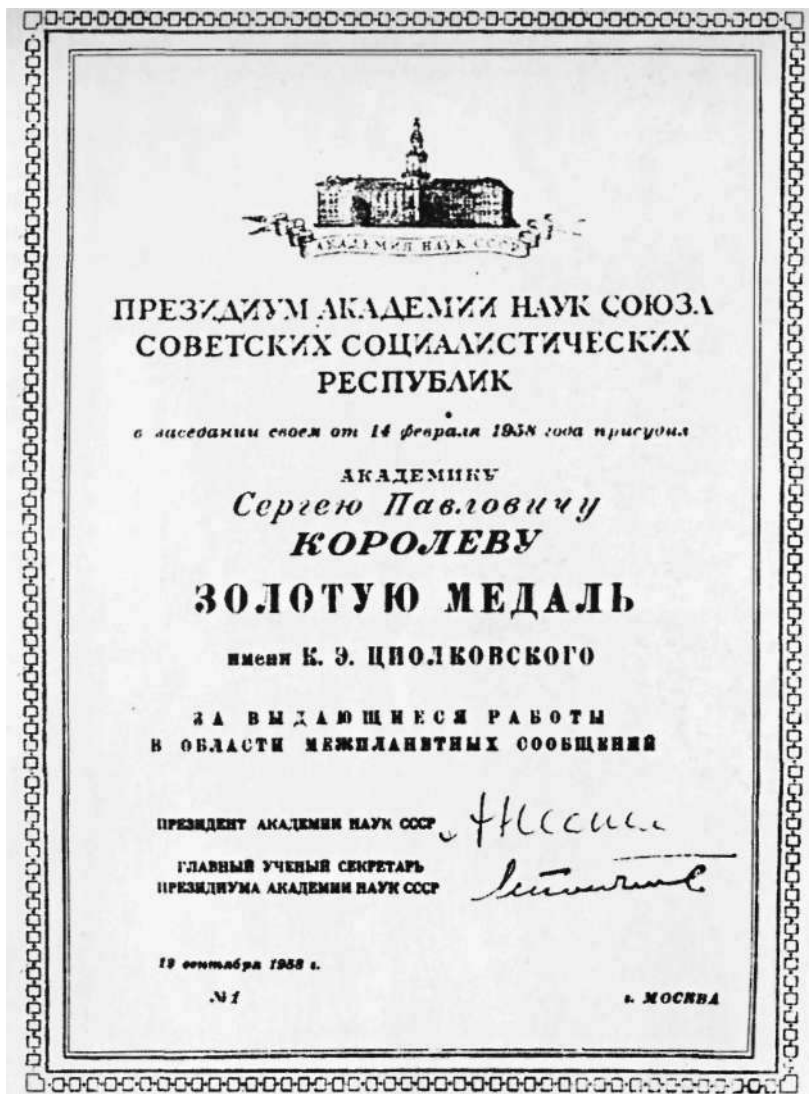 АКАДЕМИЯ НАУК СССР
ПРЕЗИДИУМ АКАДЕМИИ НАУК СОЮЗА
СОВЕТСКИХ СОЦИАЛИСТИЧЕСКИХ
РЕСПУБЛИК
в заседании своем от 14 февраля 1958 года присудил
АКАДЕМИКУ
Сергею Павловичу
КОРОЛЕВУ
ЗОЛОТУЮ МЕДАЛЬ
имени К. Э. ЦИОЛКОВСКОГО
ЗА ВЫДАЮЩИЕСЯ РАБОТЫ
В ОБЛАСТИ МЕЖПЛАНЕТНЫХ СООБЩЕНИЙ
ПРЕЗИДЕНТ АКАДЕМИИ НАУК СССР
ГЛАВНЫЙ УЧЕНЫЙ СЕКРЕТАРЬ
ПРЕЗИДИУМА АКАДЕМИИ НАУК СССР
сентября 1958 г.
№ 1
г. МОСКВА